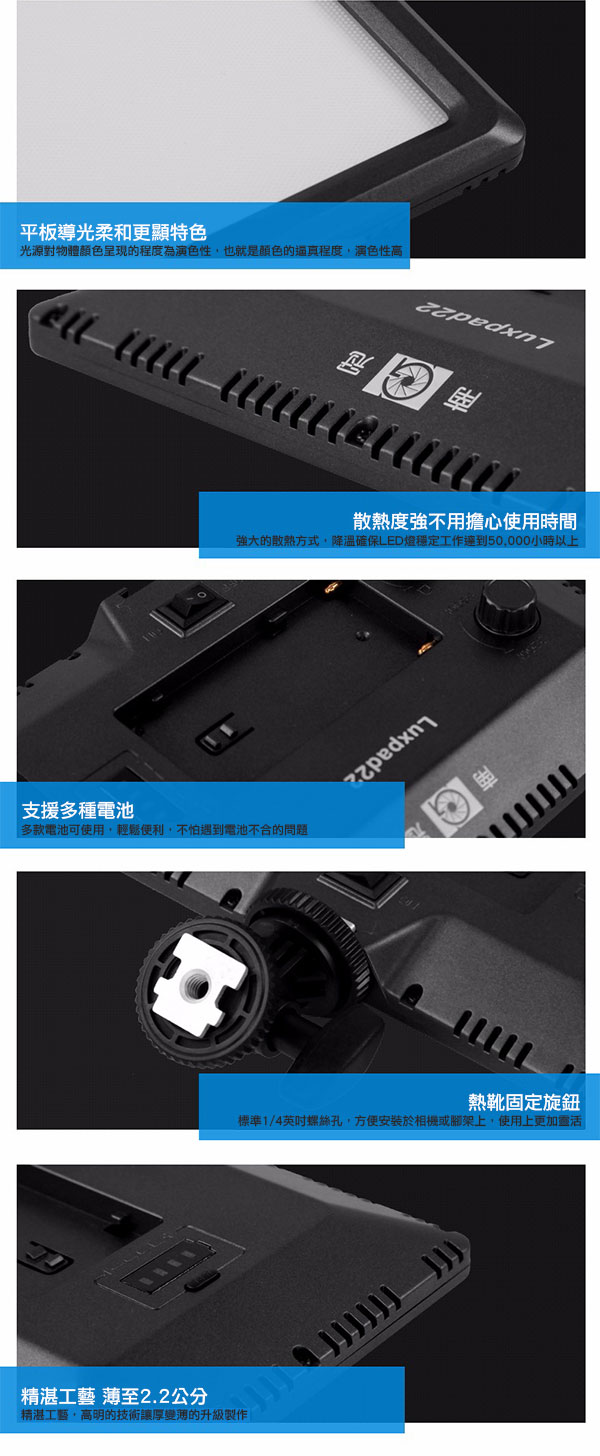 平板導光柔和更顯特色
光源對物體顏色呈現的程度為演色性，也就是顏色的逼真程度，演色性高
Luxpad22
南冠
散熱度強不用擔心使用時間
強大的散熱方式，降溫確保LED燈穩定工作達到50,000小時以上
Luxpad22
南冠
支援多種電池
多款電池可使用，輕鬆便利，不怕遇到電池不合的問題
熱靴固定旋鈕
標準1/4英吋螺絲孔，方便安裝於相機或腳架上，使用上更加靈活
精湛工藝 薄至2.2公分
精湛工藝，高明的技術讓厚變薄的升級製作